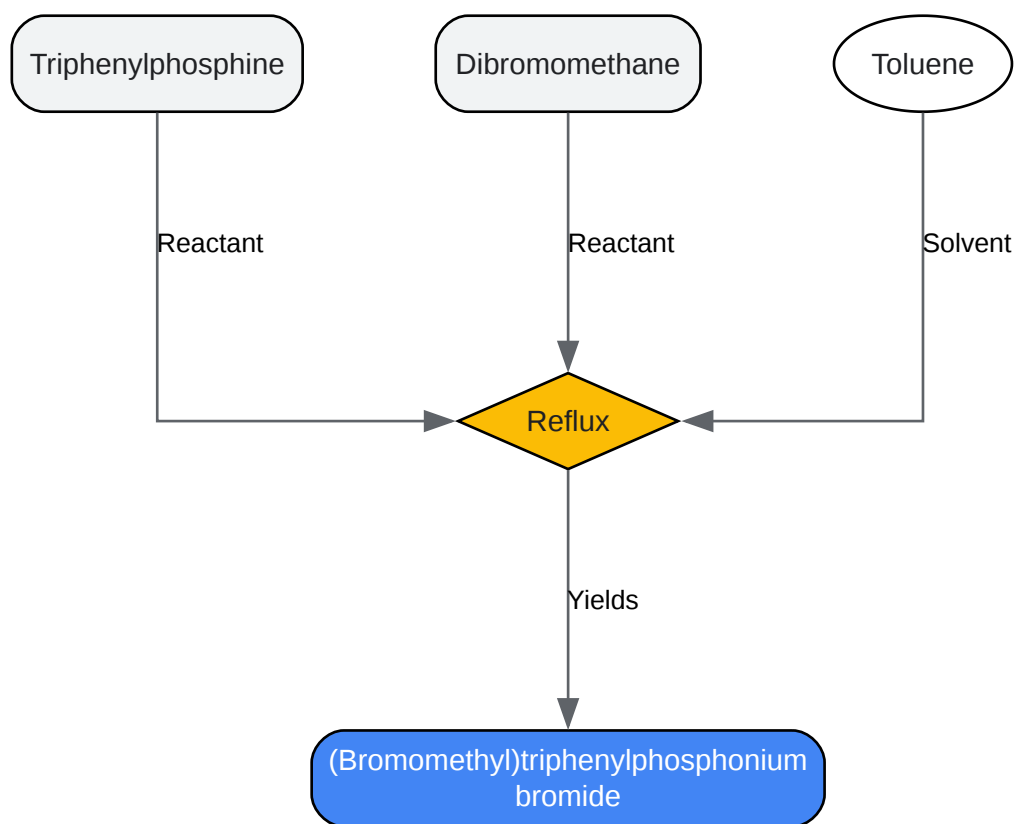 Triphenylphosphine
Dibromomethane
Toluene
Reactant
Reactant
Solvent
Reflux
Yields
(Bromomethyl)triphenylphosphonium
bromide